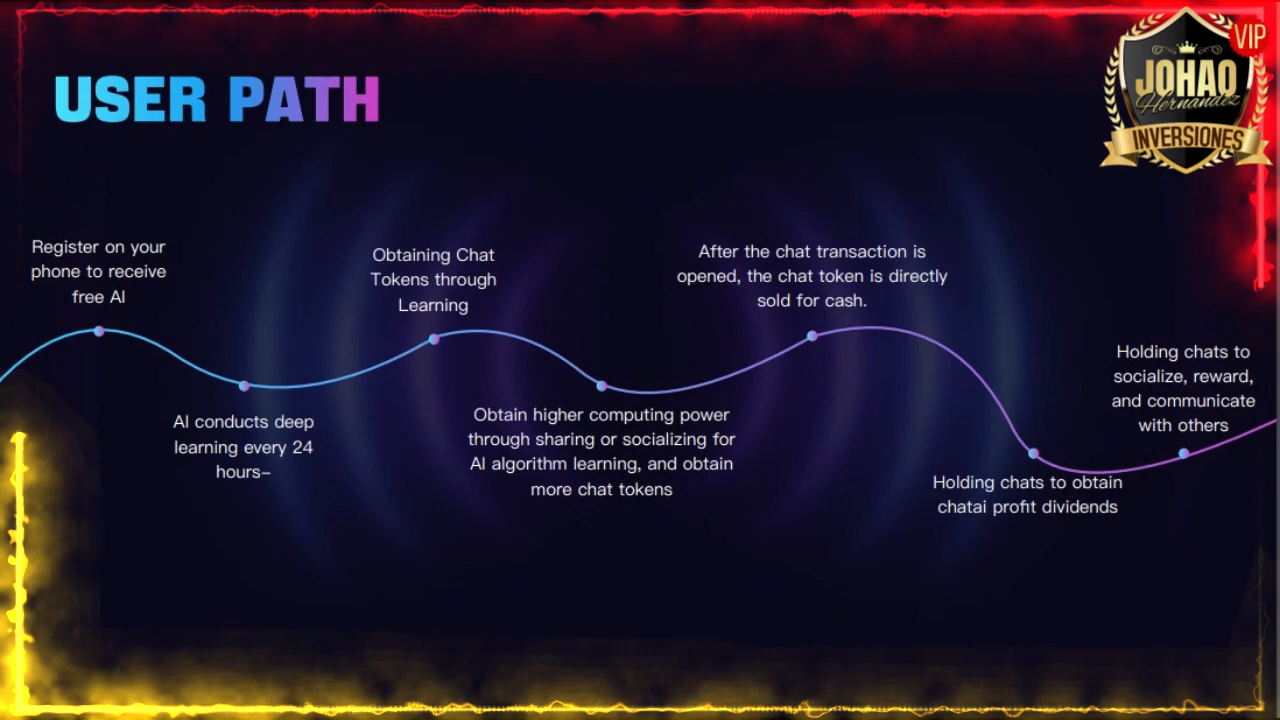 USER PATH
VIP
JOHAO
Hernandez
INVERSIONES
Register on your
phone to receive
free AI
AI conducts deep
learning every 24
hours–
Obtaining Chat
Tokens through
Learning
Obtain higher computing power
through sharing or socializing for
AI algorithm learning, and obtain
more chat tokens
After the chat transaction is
opened, the chat token is directly
sold for cash.
Holding chats to obtain
chatai profit dividends
Holding chats to
socialize, reward,
and communicate
with others